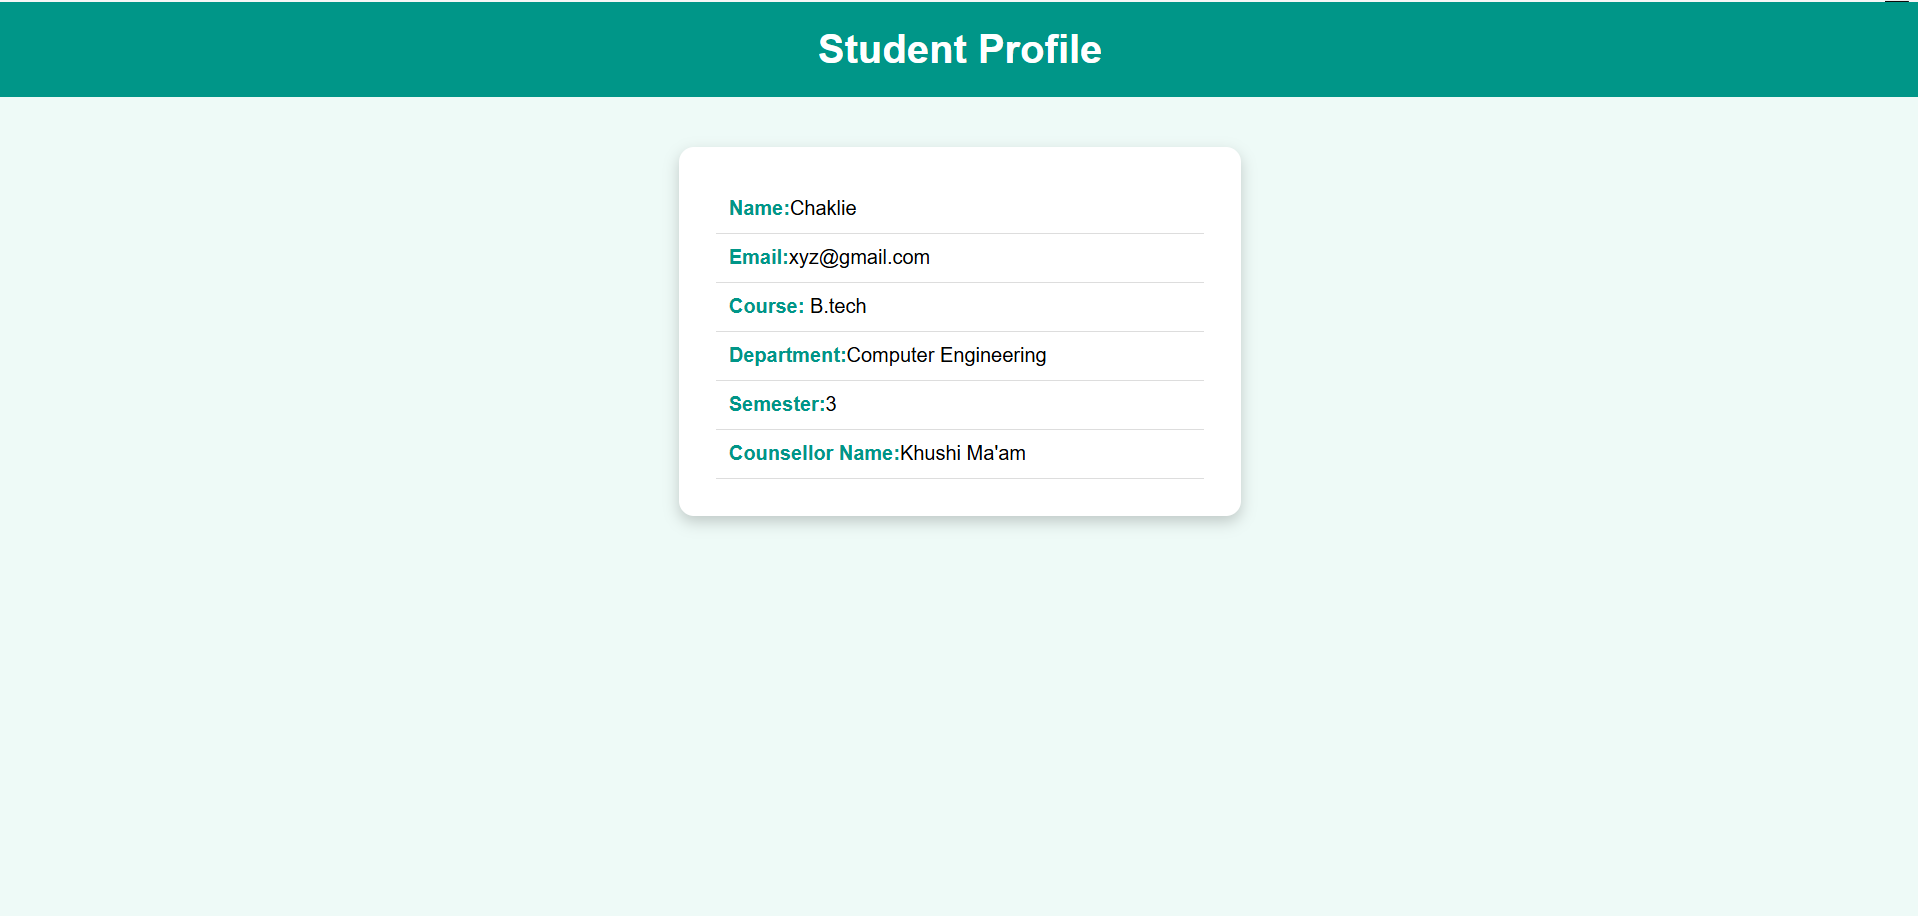 Student Profile
Name:Chaklie
Email:xyz@gmail.com
Course: B.tech
Department:Computer Engineering
Semester:3
Counsellor Name:Khushi Ma'am